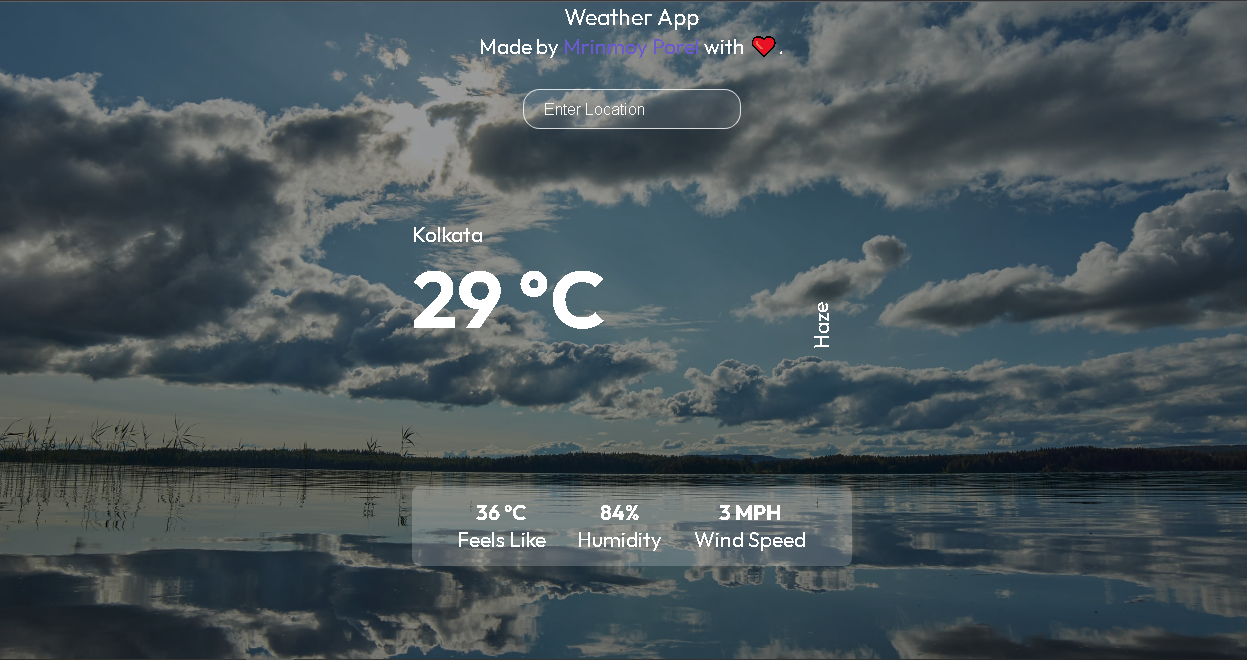 Weather App
Made by Mrinmay Porel with ❤️ .
Enter Location
Kolkata
29 °C
Haze
36 °C 84% 3 MPH
Feels Like Humidity Wind Speed